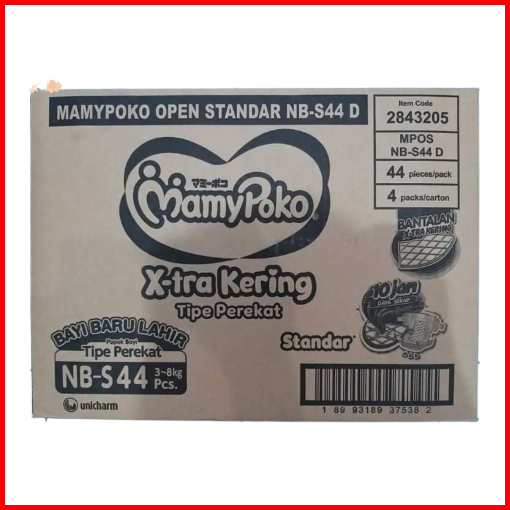 MAMYPOKO OPEN STANDAR NB-S44 D
Item Code
2843205
MPOS
NB-S44 D
44 pieces/pack
4 packs/carton
マミーポコ
MamyPoko
X-tra Kering
Tipe Perekat
BANTALAN
X-TRA KERING
10 jam
DAYA SERAP
Standar
BAYI BARU LAHIR
Popok Bayi
Tipe Perekat
NB-S44
3~8kg
Pcs.
unicharm
1 89 93189 37538 2